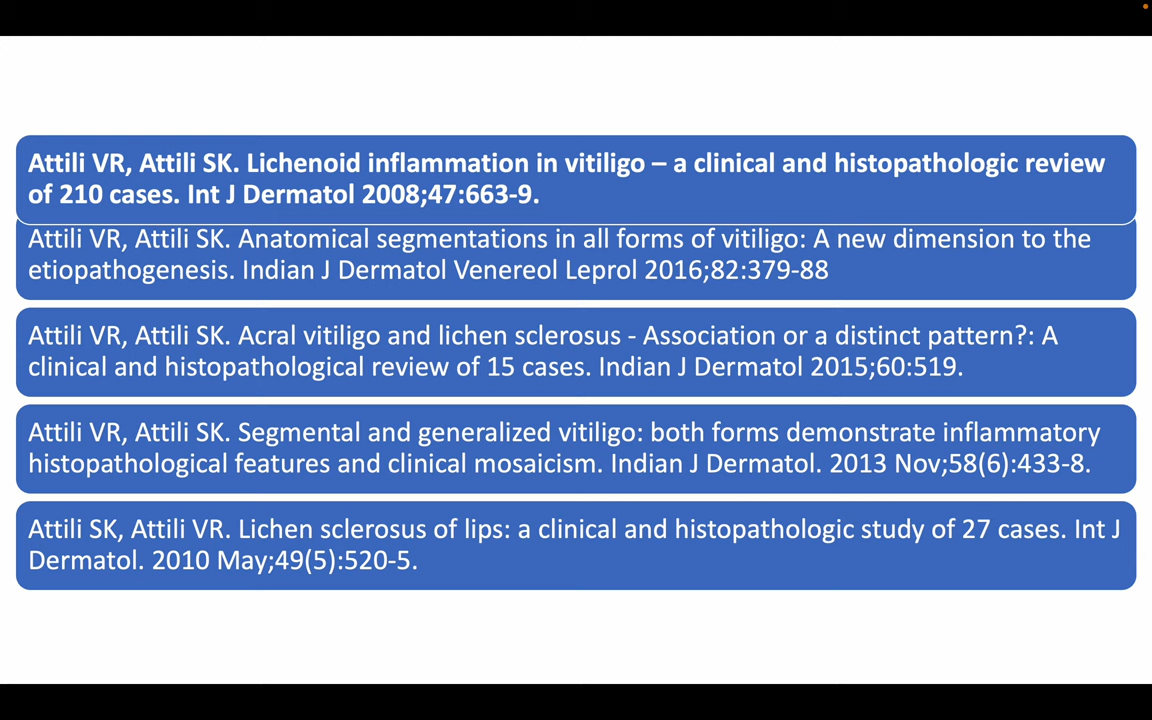 Attili VR, Attili SK. Lichenoid inflammation in vitiligo – a clinical and histopathologic review
of 210 cases. Int J Dermatol 2008;47:663-9.
Attili VR, Attili SK. Anatomical segmentations in all forms of vitiligo: A new dimension to the
etiopathogenesis. Indian J Dermatol Venereol Leprol 2016;82:379-88
Attili VR, Attili SK. Acral vitiligo and lichen sclerosus - Association or a distinct pattern?: A
clinical and histopathological review of 15 cases. Indian J Dermatol 2015;60:519.
Attili VR, Attili SK. Segmental and generalized vitiligo: both forms demonstrate inflammatory
histopathological features and clinical mosaicism. Indian J Dermatol. 2013 Nov;58(6):433-8.
Attili SK, Attili VR. Lichen sclerosus of lips: a clinical and histopathologic study of 27 cases. Int J
Dermatol. 2010 May;49(5):520-5.